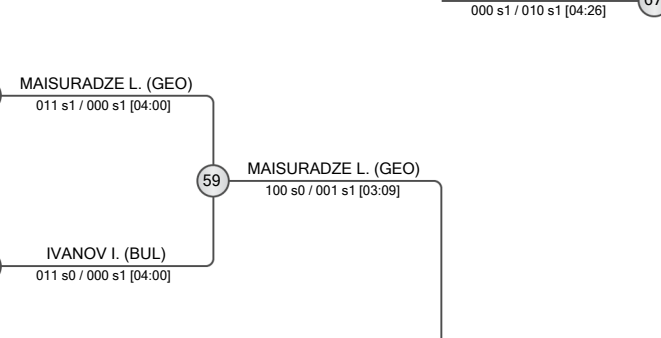 000 s1 / 010 s1 [04:26]
MAISURADZE L. (GEO)
011 s1 / 000 s1 [04:00]
59
MAISURADZE L. (GEO)
100 s0 / 001 s1 [03:09]
IVANOV I. (BUL)
011 s0 / 000 s1 [04:00]